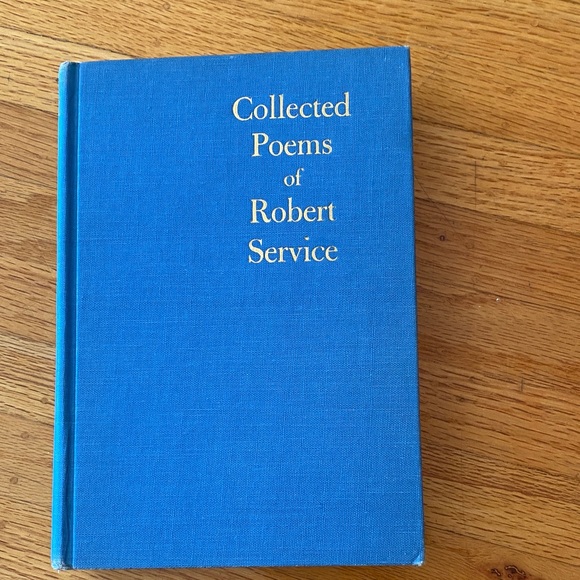 Collected
Poems
of
Robert
Service